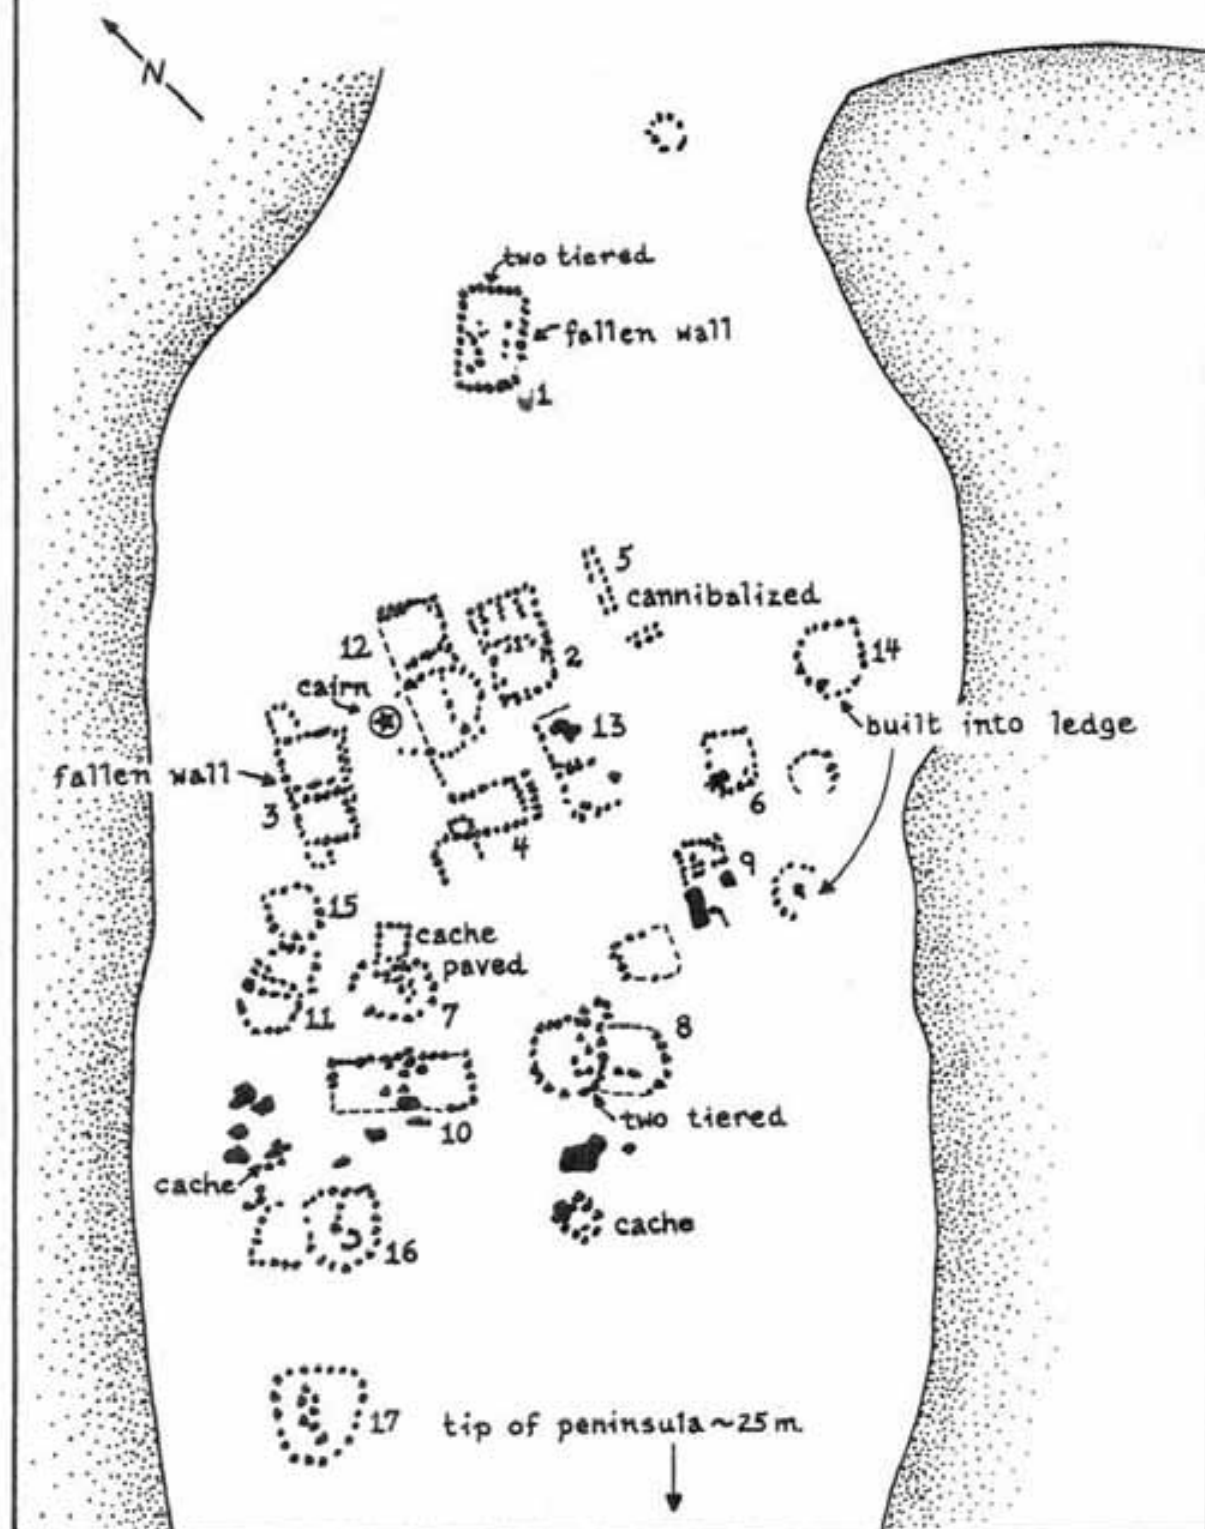 N
two tiered
fallen wall
1
5
cannibalized
12
2
14
cairn
13
built into ledge
fallen wall
3
6
4
9
15
cache
paved
11
7
8
two tiered
10
cache
cache
16
17
tip of peninsula ~25 m